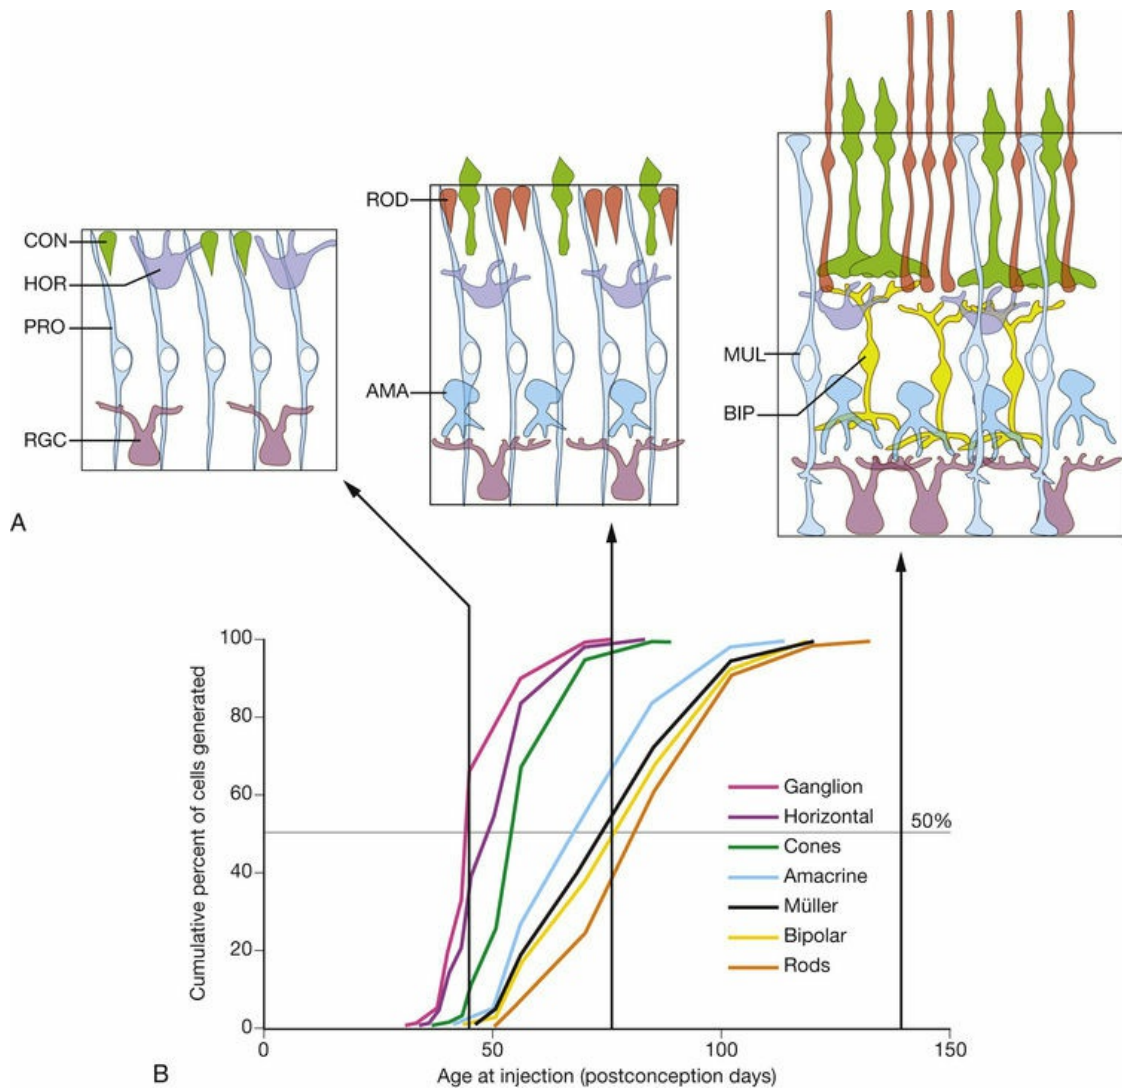 CON
HOR
PRO
RGC
A
ROD
AMA
MUL
BIP
Cumulative percent of cells generated
100
80
60
40
20
0
0
50
100
150
50%
Ganglion
Horizontal
Cones
Amacrine
Müller
Bipolar
Rods
B
Age at injection (postconception days)